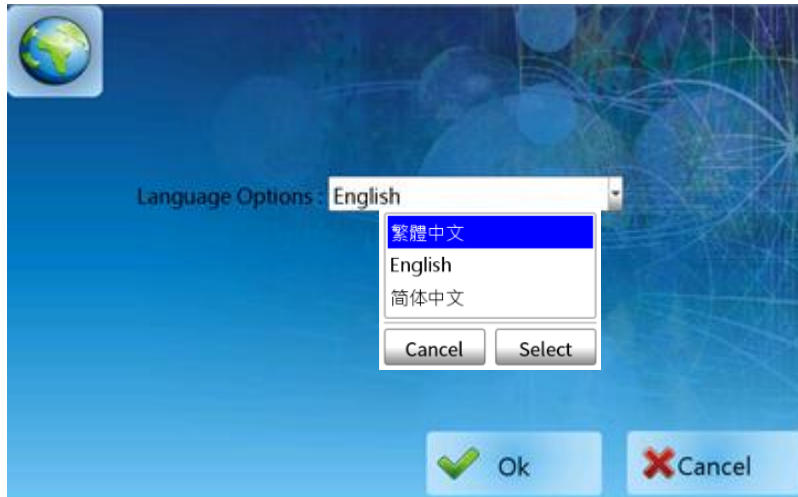 Language Options : English
繁體中文
English
简体中文
Cancel Select
Ok Cancel